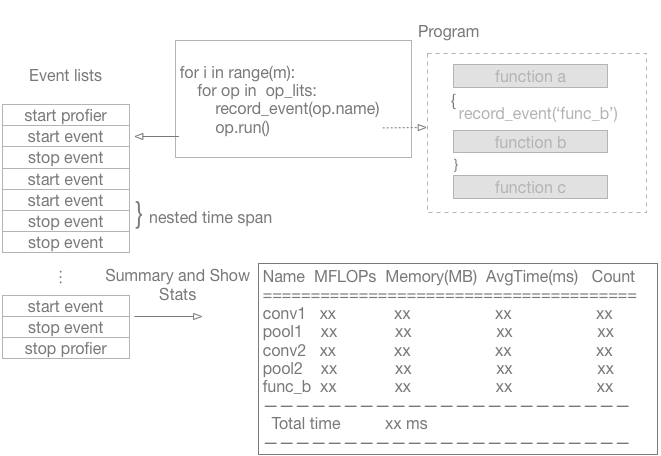 Program
Event lists
for i in range(m):
for op in op_lits:
record_event(op.name)
op.run()
function a
{
record_event('func_b')
function b
}
function c
start profier
start event
stop event
start event
start event
stop event
stop event
} nested time span
⋮
Summary and Show
Stats
start event
stop event
stop profier
Name MFLOPs Memory(MB) AvgTime(ms) Count
========================================
conv1 xx xx xx xx
pool1 xx xx xx xx
conv2 xx xx xx xx
pool2 xx xx xx xx
func_b xx xx xx xx
Total time xx ms